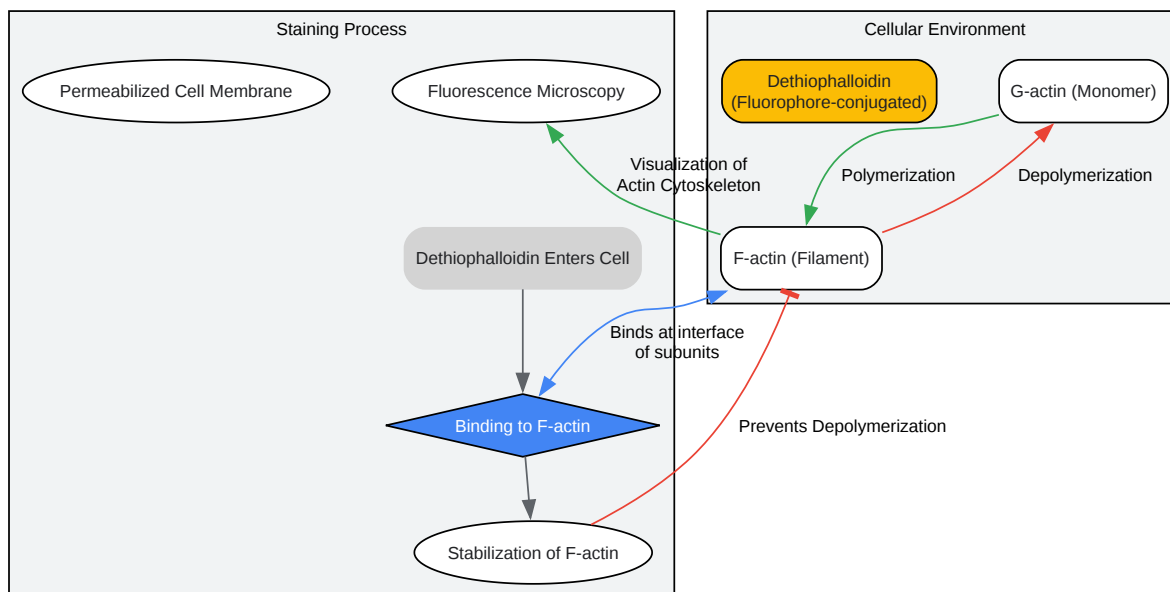 Staining Process
Cellular Environment
Permeabilized Cell Membrane
Fluorescence Microscopy
Dethiophalloidin
(Fluorophore-conjugated)
G-actin (Monomer)
Visualization of
Actin Cytoskeleton
Polymerization
Depolymerization
Dethiophalloidin Enters Cell
F-actin (Filament)
Binds at interface
of subunits
Binding to F-actin
Prevents Depolymerization
Stabilization of F-actin